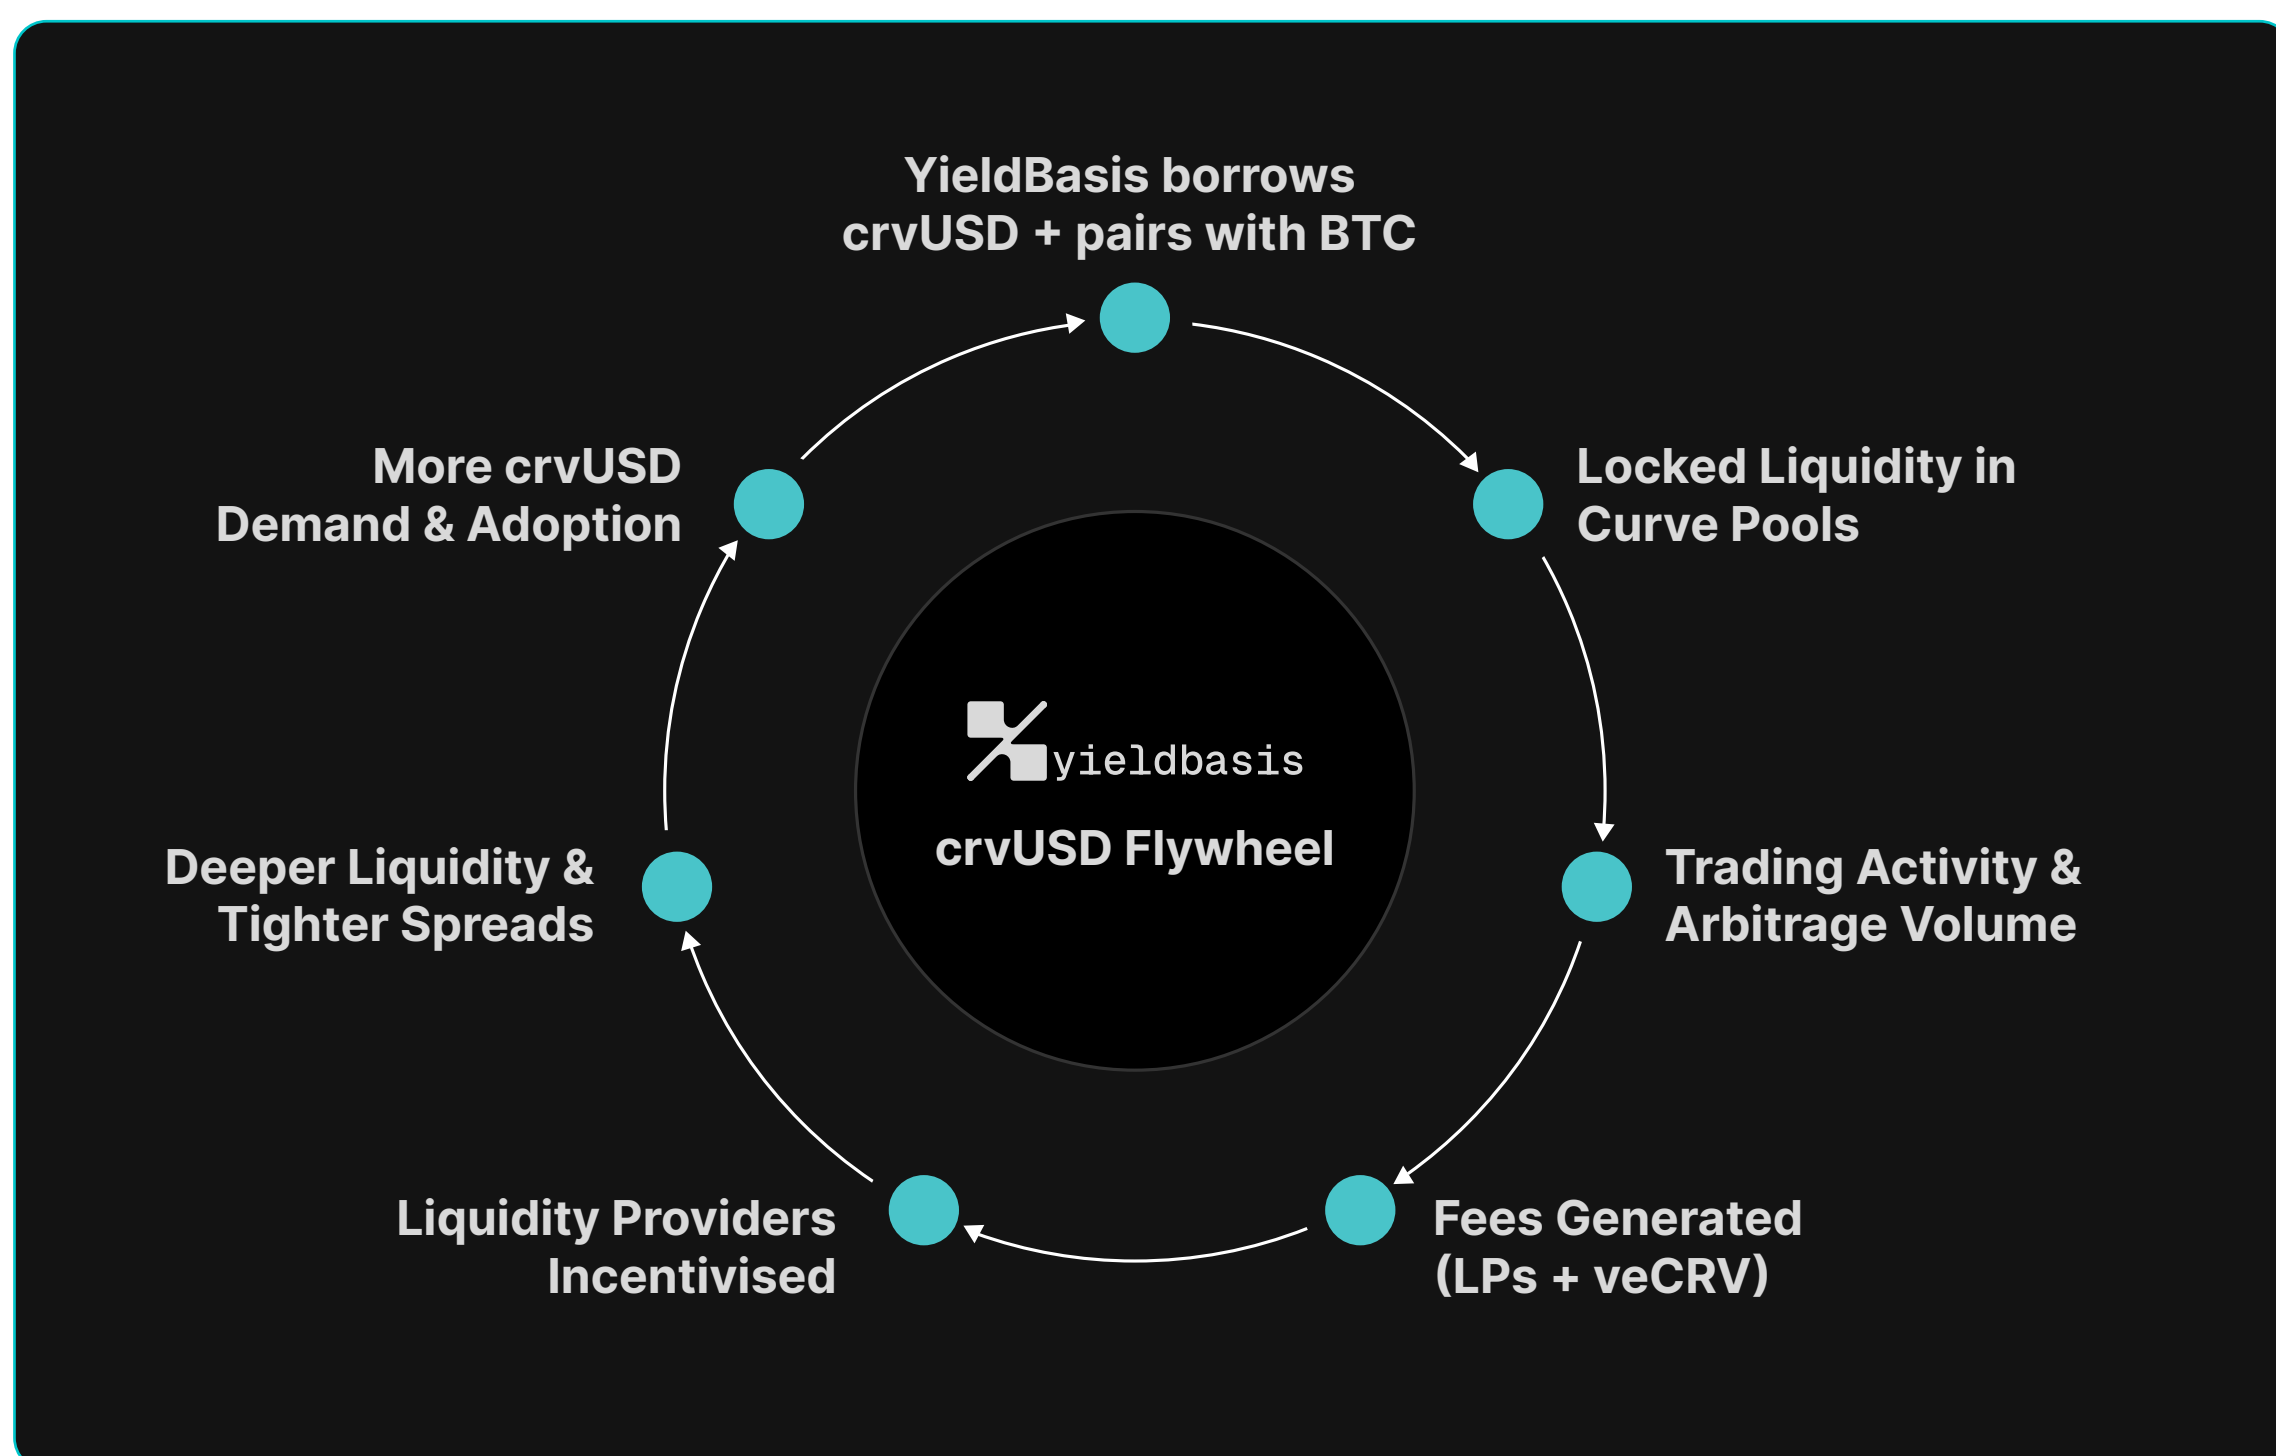 YieldBasis borrows
crvUSD + pairs with BTC
Locked Liquidity in
Curve Pools
Trading Activity &
Arbitrage Volume
Fees Generated
(LPs + veCRV)
Liquidity Providers
Incentivised
Deeper Liquidity &
Tighter Spreads
More crvUSD
Demand & Adoption
yieldbasis
crvUSD Flywheel